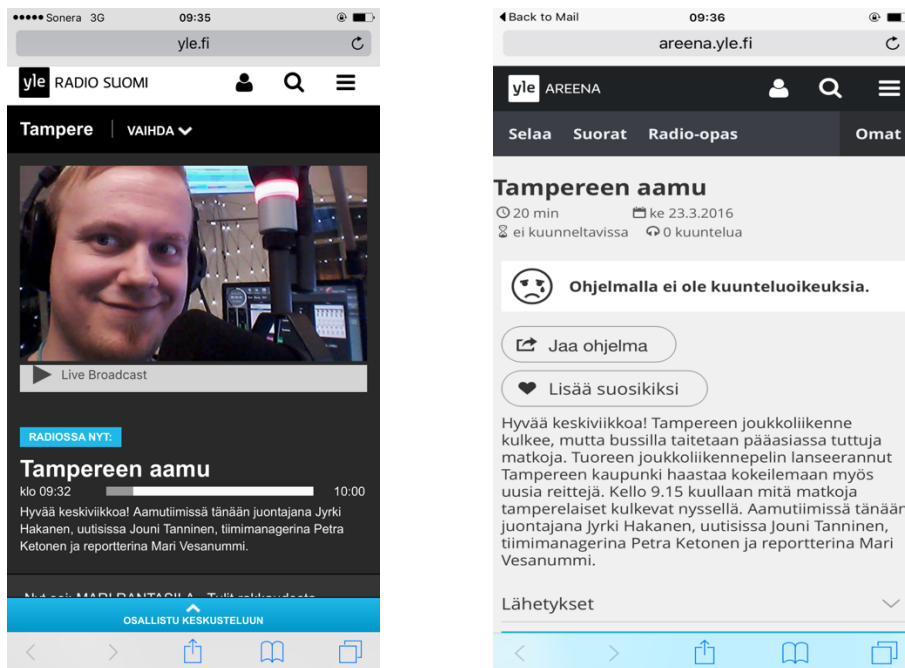 Sonera 3G 09:35
yle.fi
yle RADIO SUOMI
Tampere VAIHDA
Live Broadcast
RADIOSSA NYT:
Tampereen aamu
klo 09:32 10:00
Hyvää keskiviikkoa! Aamutiimissä tänään juontajana Jyrki
Hakanen, uutisissa Jouni Tanninen, tiimimanagerina Petra
Ketonen ja reportterina Mari Vesanummi.
OSALLISTU KESKUSTELUUN
Back to Mail 09:36
areena.yle.fi
yle AREENA
Selaa Suorat Radio-opas Omat
Tampereen aamu
20 min ke 23.3.2016
ei kuunneltavissa 0 kuuntelua
Ohjelmalla ei ole kuunteluoikeuksia.
Jaa ohjelma
Lisää suosikiksi
Hyvää keskiviikkoa! Tampereen joukkoliikenne
kulkee, mutta bussilla taitetaan pääasiassa tuttuja
matkoja. Tuoreen joukkoliikennepelin lanseerannut
Tampereen kaupunki haastaa kokeilemaan myös
uusia reittejä. Kello 9.15 kuullaan mitä matkoja
tamperelaiset kulkevat nyssellä. Aamutiimissä tänään
juontajana Jyrki Hakanen, uutisissa Jouni Tanninen,
tiimimanagerina Petra Ketonen ja reportterina Mari
Vesanummi.
Lähetykset